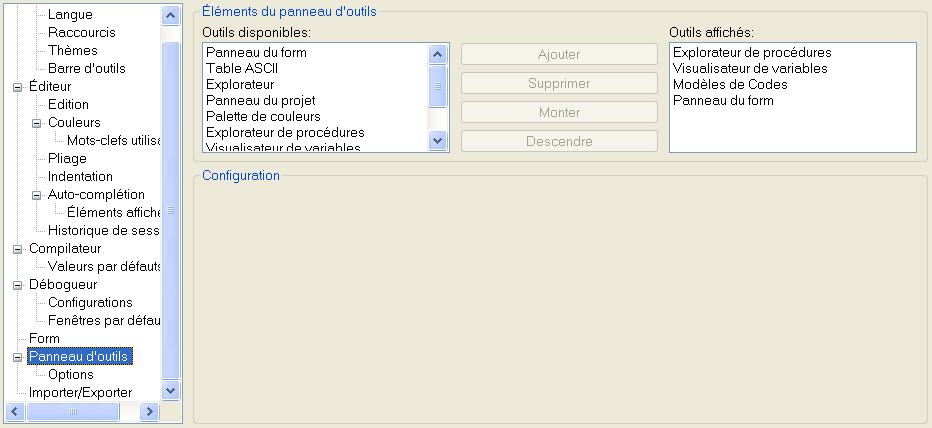 Langue
Raccourcis
Thèmes
Barre d'outils
Éditeur
Edition
Couleurs
Mots-clefs utilisa
Pliage
Indentation
Auto-complétion
Éléments affiché
Historique de sess
Compilateur
Valeurs par défauts
Débogueur
Configurations
Fenêtres par défau
Form
Panneau d'outils
Options
Importer/Exporter
Éléments du panneau d'outils
Outils disponibles:
Panneau du form
Table ASCII
Explorateur
Panneau du projet
Palette de couleurs
Explorateur de procédures
Visualisateur de variables
Ajouter
Supprimer
Monter
Descendre
Outils affichés:
Explorateur de procédures
Visualisateur de variables
Modèles de Codes
Panneau du form
Configuration